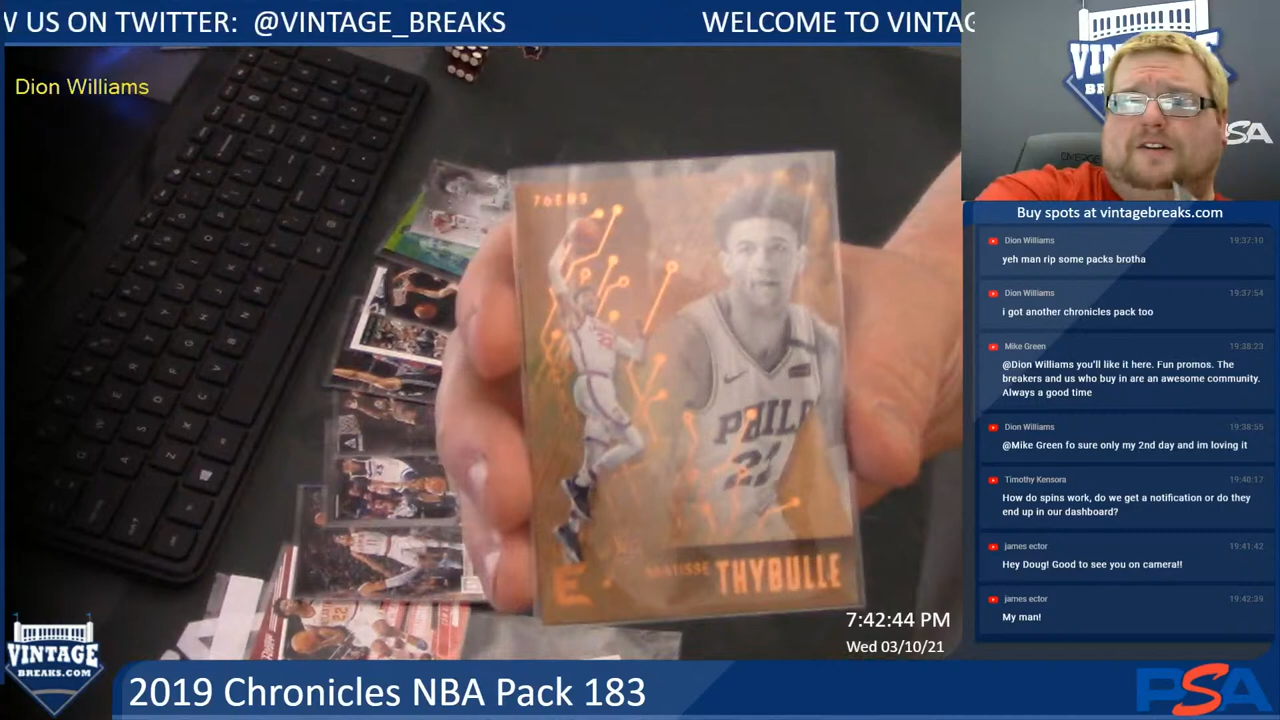 W US ON TWITTER: @VINTAGE_BREAKS
WELCOME TO VINTAG
Dion Williams
76ERS
PHILA
22
MATISSE THYBULLE
VINTAGE
BREAKS.COM
7:42:44 PM
Wed 03/10/21
2019 Chronicles NBA Pack 183
PSA
VIN
BR
SA
EMERGE
Buy spots at vintagebreaks.com
Dion Williams 19:37:10
yeh man rip some packs brotha
Dion Williams 19:37:54
i got another chronicles pack too
Mike Green 19:38:23
@Dion Williams you'll like it here. Fun promos. The
breakers and us who buy in are an awesome community.
Always a good time
Dion Williams 19:38:55
@Mike Green fo sure only my 2nd day and im loving it
Timothy Kensora 19:40:17
How do spins work, do we get a notification or do they
end up in our dashboard?
james ector 19:41:42
Hey Doug! Good to see you on camera!!
james ector 19:42:39
My man!